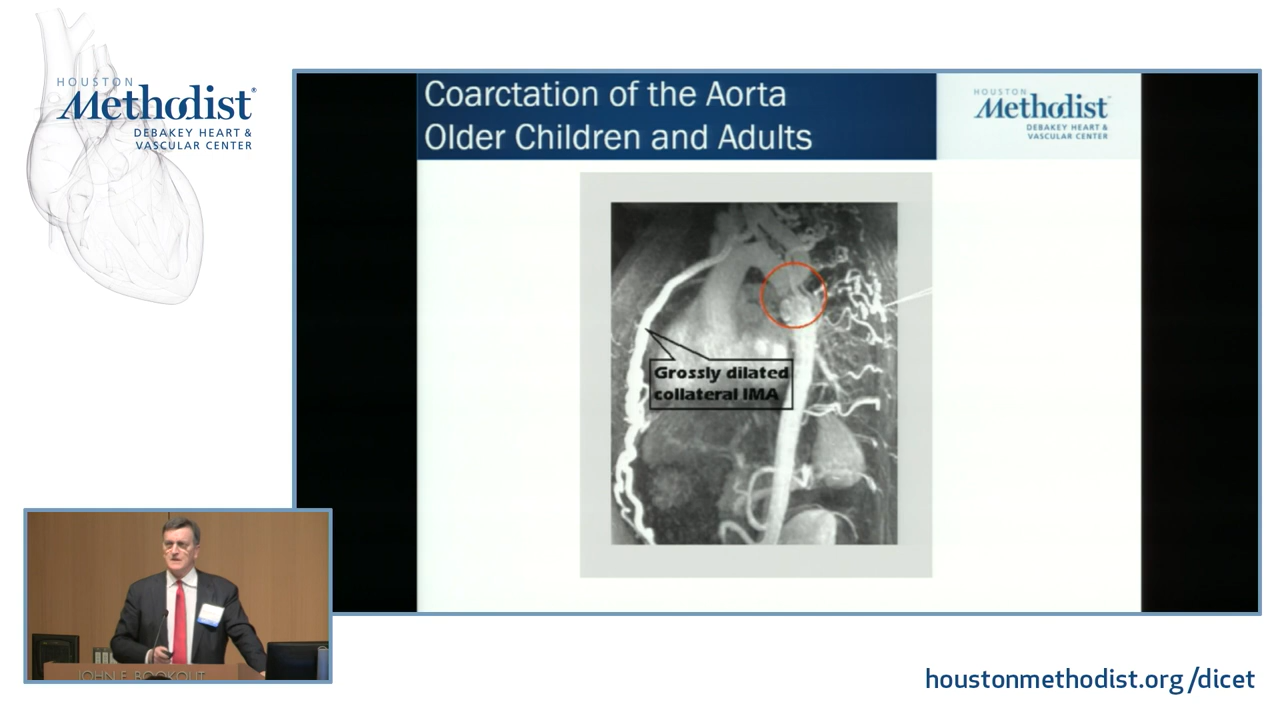 HOUSTON
Methodist®
DEBAKEY HEART &
VASCULAR CENTER
Coarctation of the Aorta
Older Children and Adults
HOUSTON
Methodist
DEBAKEY HEART &
VASCULAR CENTER
Grossly dilated
collateral IMA
JOHN F. BOOKOUT
houstonmethodist.org/dicet